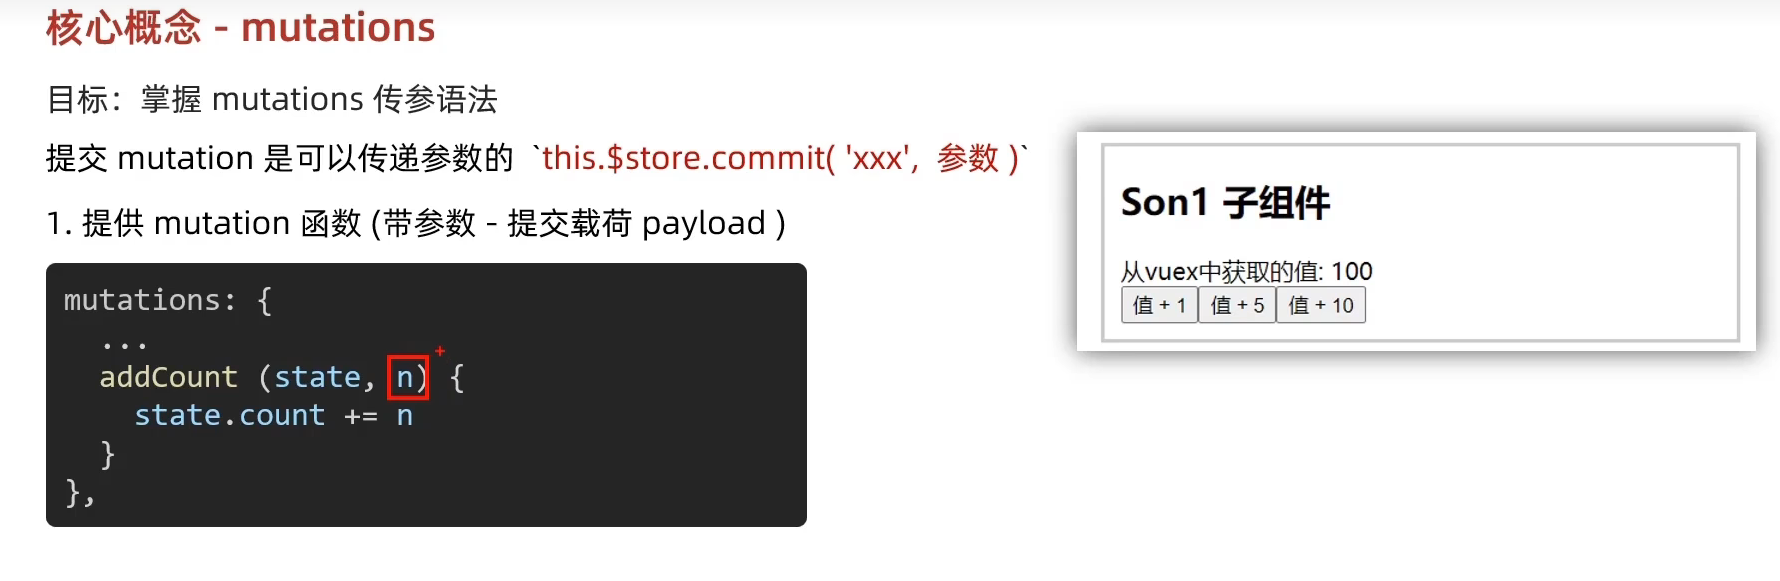 核心概念 - mutations
目标：掌握 mutations 传参语法
提交 mutation 是可以传递参数的 `this.$store.commit( 'xxx', 参数 )`
1. 提供 mutation 函数 (带参数 - 提交载荷 payload )
mutations: {
...
addCount (state, n) {
state.count += n
}
},
Son1 子组件
从vuex中获取的值: 100
值 + 1 值 + 5 值 + 10